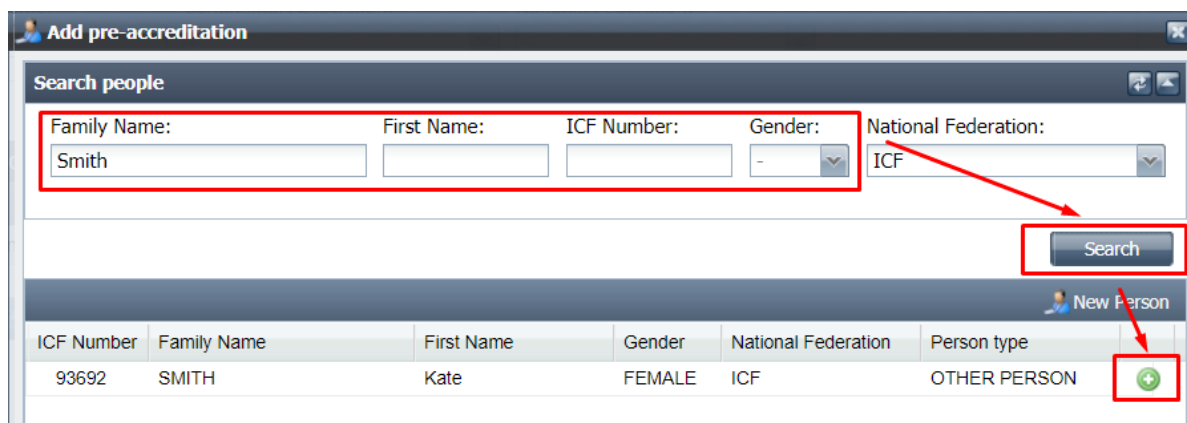 Add pre-accreditation
Search people
Family Name: First Name: ICF Number: Gender: National Federation:
Smith - ICF
Search
New Person
ICF Number Family Name First Name Gender National Federation Person type
93692 SMITH Kate FEMALE ICF OTHER PERSON